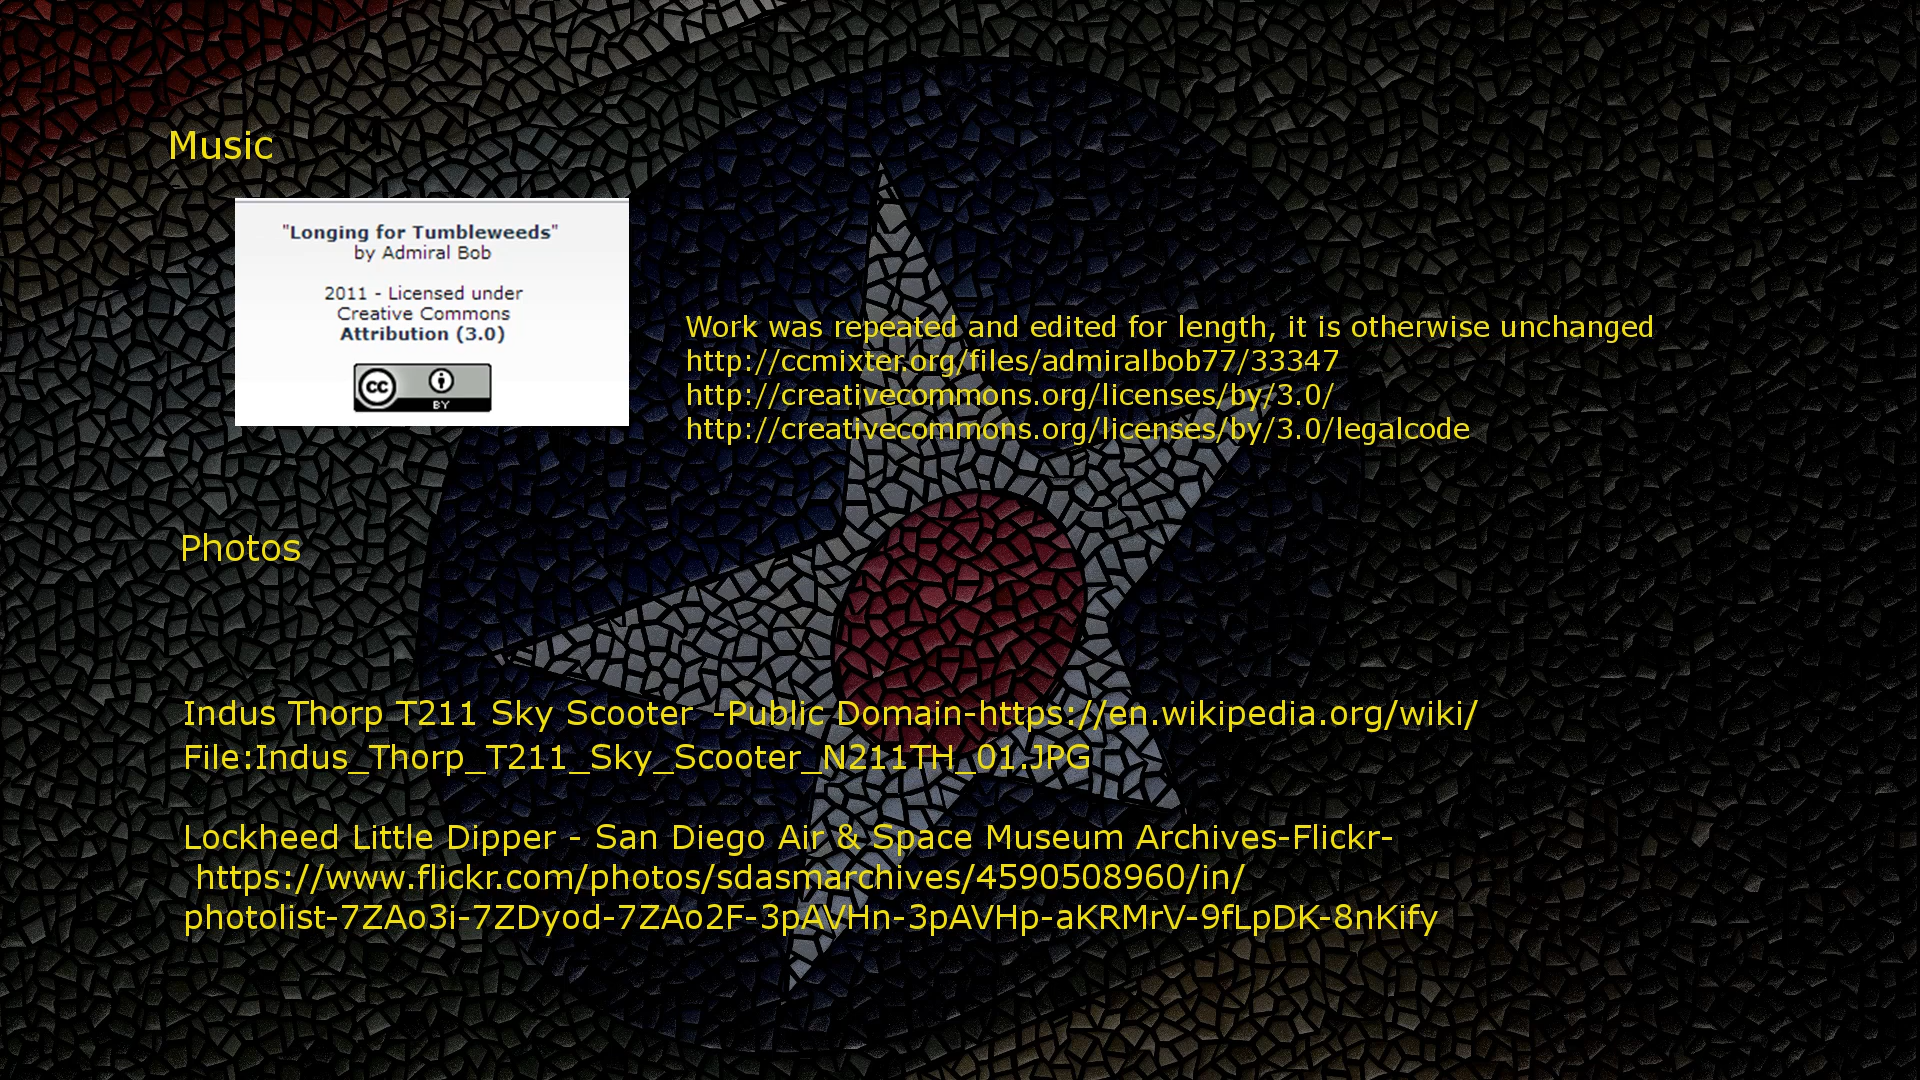 Music
"Longing for Tumbleweeds"
by Admiral Bob
2011 - Licensed under
Creative Commons
Attribution (3.0)
cc
BY
Work was repeated and edited for length, it is otherwise unchanged
http://ccmixter.org/files/admiralbob77/33347
http://creativecommons.org/licenses/by/3.0/
http://creativecommons.org/licenses/by/3.0/legalcode
Photos
Indus Thorp T211 Sky Scooter -Public Domain-https://en.wikipedia.org/wiki/
File:Indus_Thorp_T211_Sky_Scooter_N211TH_01.JPG
Lockheed Little Dipper - San Diego Air & Space Museum Archives-Flickr-
https://www.flickr.com/photos/sdasmarchives/4590508960/in/
photolist-7ZAo3i-7ZDyod-7ZAo2F-3pAVHn-3pAVHp-aKRMrV-9fLpDK-8nKify